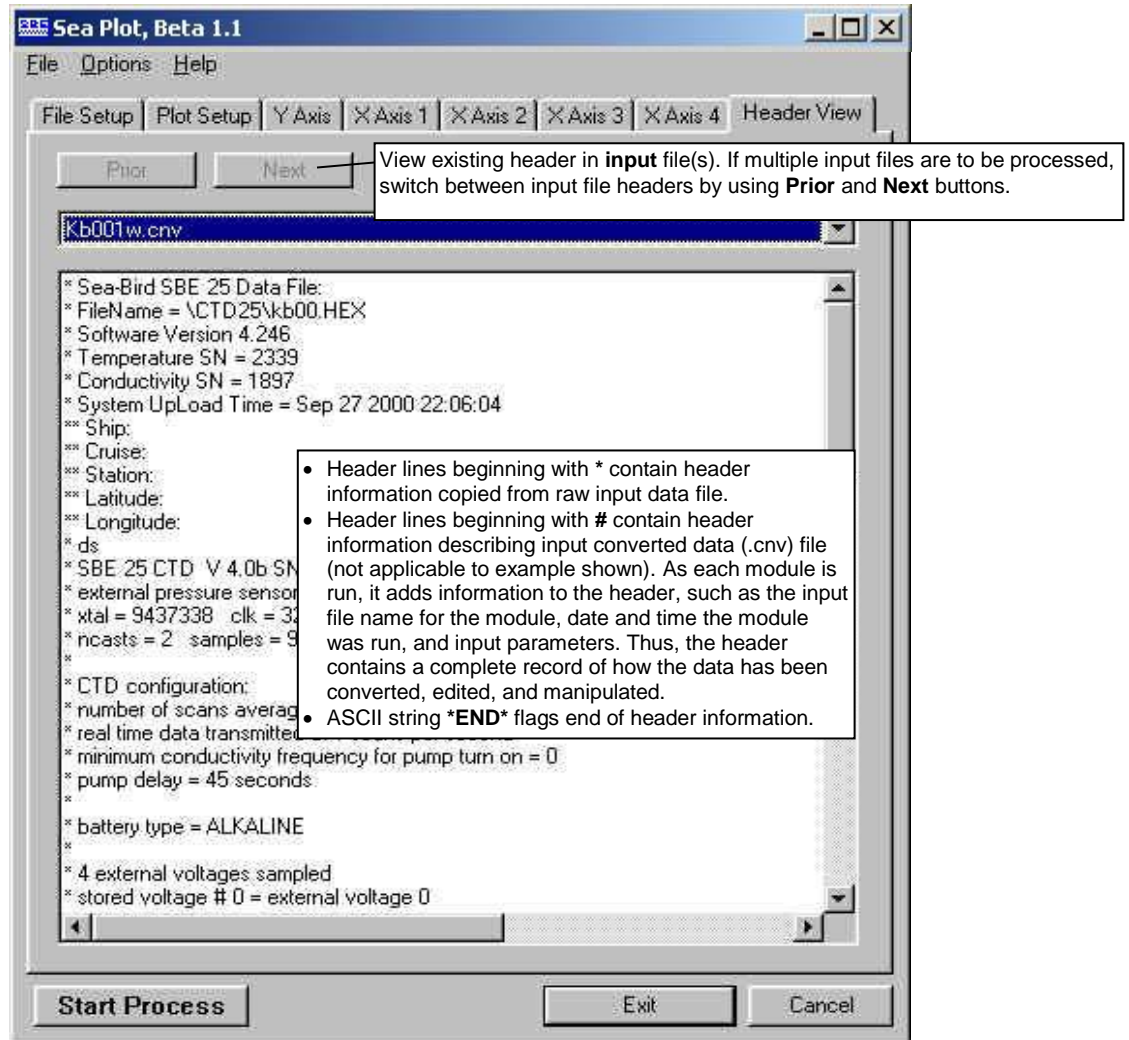 Sea Plot, Beta 1.1
File Options Help
File Setup Plot Setup Y Axis X Axis 1 X Axis 2 X Axis 3 X Axis 4 Header View
Prior Next
View existing header in input file(s). If multiple input files are to be processed,
switch between input file headers by using Prior and Next buttons.
Kb001w.cnv
* Sea-Bird SBE 25 Data File:
* FileName = \CTD25\kb00.HEX
* Software Version 4.246
* Temperature SN = 2339
* Conductivity SN = 1897
* System UpLoad Time = Sep 27 2000 22:06:04
** Ship:
** Cruise:
** Station:
** Latitude:
** Longitude:
* ds
* SBE 25 CTD V 4.0b SN
* external pressure sensor
* xtal = 9437338 clk = 32
* ncasts = 2 samples = 9
*
* CTD configuration:
* number of scans averag
* real time data transmitted
* minimum conductivity frequency for pump turn on = 0
* pump delay = 45 seconds
*
* battery type = ALKALINE
*
* 4 external voltages sampled
* stored voltage # 0 = external voltage 0
• Header lines beginning with * contain header
information copied from raw input data file.
• Header lines beginning with # contain header
information describing input converted data (.cnv) file
(not applicable to example shown). As each module is
run, it adds information to the header, such as the input
file name for the module, date and time the module
was run, and input parameters. Thus, the header
contains a complete record of how the data has been
converted, edited, and manipulated.
• ASCII string *END* flags end of header information.
Start Process Exit Cancel